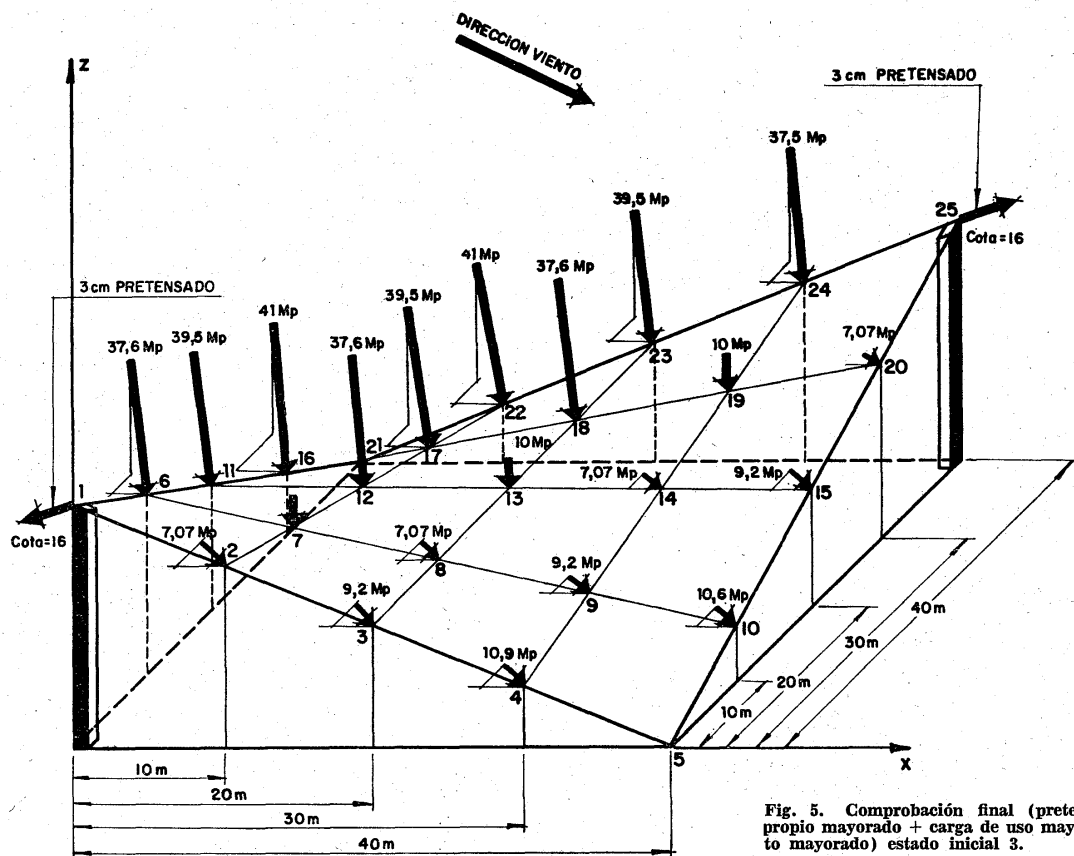 DIRECCION VIENTO
Z
3 cm PRETENSADO
37,5 Mp
39,5 Mp
25
Cota=16
41 Mp
37,6 Mp
39,5 Mp
3 cm PRETENSADO
41 Mp
24
37,6 Mp
39,5 Mp
37,6 Mp
23
10 Mp
7,07 Mp
20
22
19
18
1
6
11
16
21
17
10 Mp
12
13
7,07 Mp
14
9,2 Mp
15
Cota=16
7,07 Mp
2
7
7,07 Mp
8
9,2 Mp
9
9,2 Mp
3
10,6 Mp
10
40 m
30 m
10,9 Mp
4
20 m
10 m
5
X
10 m
20 m
30 m
40 m
Fig. 5. Comprobación final (prete
propio mayorado + carga de uso may
to mayorado) estado inicial 3.